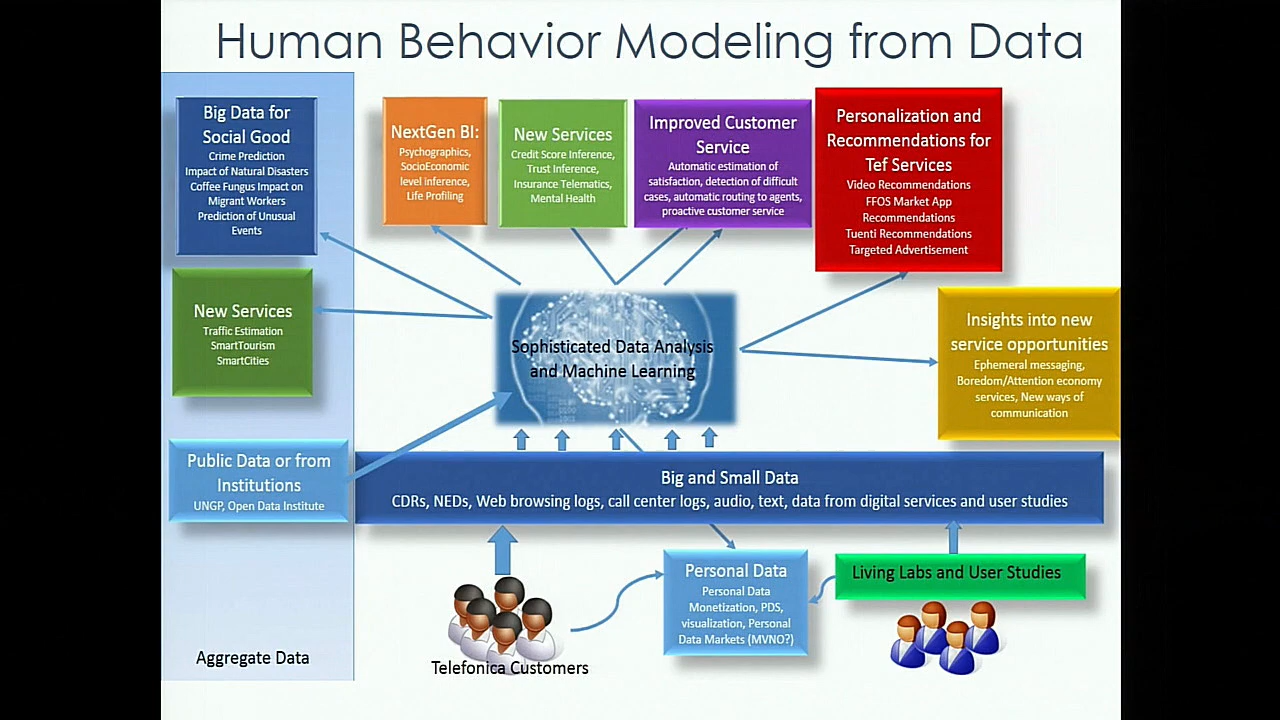 Human Behavior Modeling from Data
Big Data for
Social Good
Crime Prediction
Impact of Natural Disasters
Coffee Fungus Impact on
Migrant Workers
Prediction of Unusual
Events
NextGen BI:
Psychographics,
SocioEconomic
level Inference,
Life Profiling
New Services
Credit Score Inference,
Trust Inference,
Insurance Telematics,
Mental Health
Improved Customer
Service
Automatic estimation of
satisfaction, detection of difficult
cases, automatic routing to agents,
proactive customer service
Personalization and
Recommendations for
Tef Services
Video Recommendations
FFOS Market App
Recommendations
Tuenti Recommendations
Targeted Advertisement
New Services
Traffic Estimation
SmartTourism
SmartCities
Sophisticated Data Analysis
and Machine Learning
Insights into new
service opportunities
Ephemeral messaging,
Boredom/Attention economy
services, New ways of
communication
Public Data or from
Institutions
UNGP, Open Data Institute
Big and Small Data
CDRs, NEDs, Web browsing logs, call center logs, audio, text, data from digital services and user studies
Personal Data
Personal Data
Monetization, PDS,
visualization, Personal
Data Markets (MVNO?)
Living Labs and User Studies
Aggregate Data
Telefonica Customers